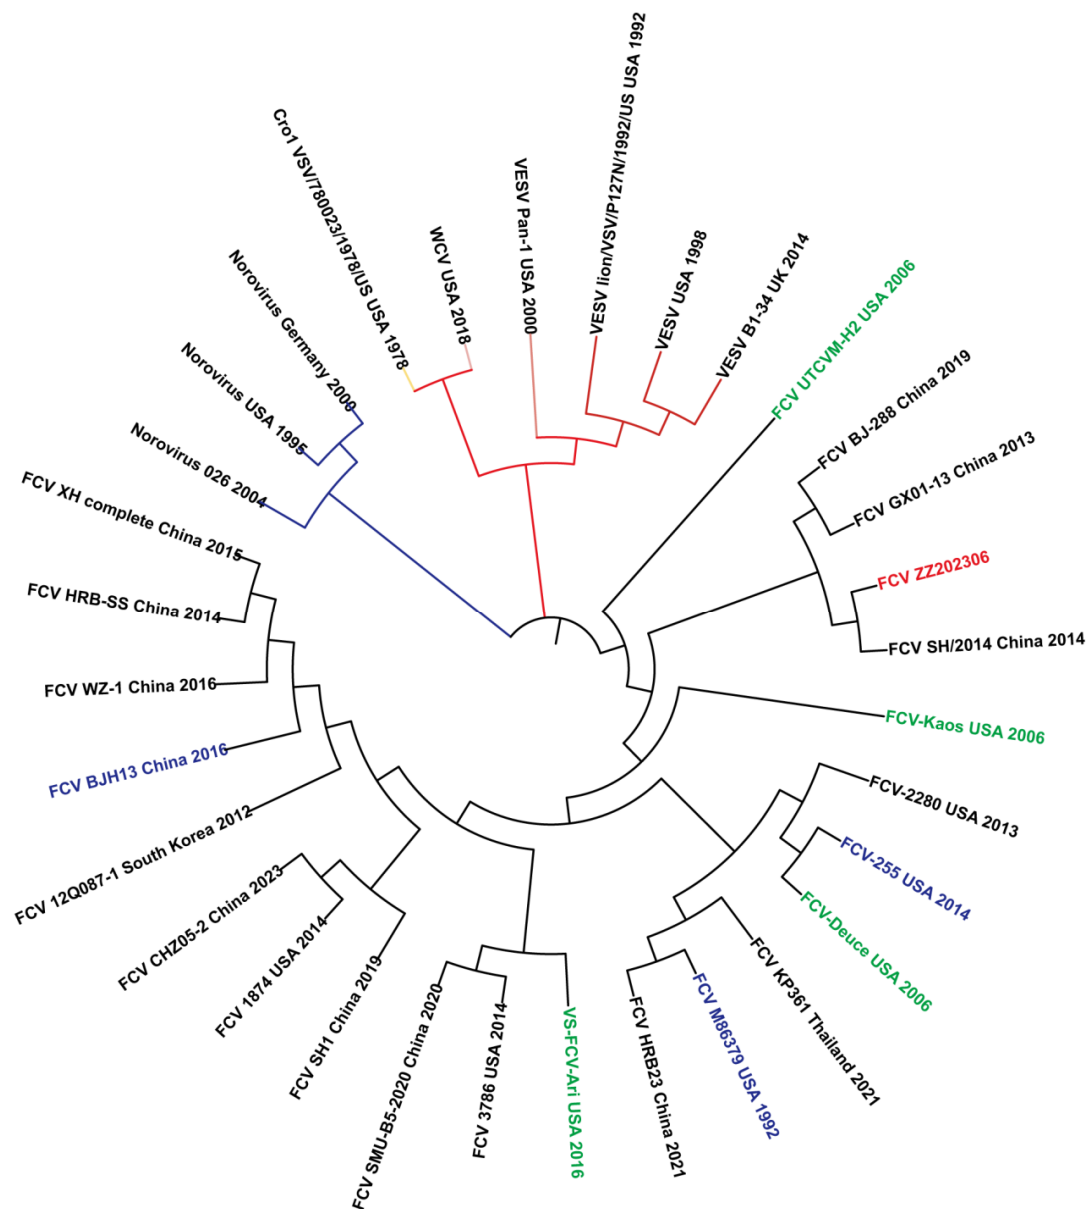 Cro1 VSV/780023/1978/US USA 1978
WCV USA 2018
VESV Pan-1 USA 2000
VESV lion/VSV/P127N/1992/US USA 1992
VESV USA 1998
VESV B1-34 UK 2014
FCV UTCVM-H2 USA 2006
FCV BJ-288 China 2019
FCV GX01-13 China 2013
FCV ZZ202306
FCV SH/2014 China 2014
FCV-Kaos USA 2006
FCV-2280 USA 2013
FCV-255 USA 2014
FCV-Deuce USA 2006
FCV KP361 Thailand 2021
FCV M86379 USA 1992
FCV HRB23 China 2021
VS-FCV-Ari USA 2016
FCV 3786 USA 2014
FCV SMU-B5-2020 China 2020
FCV SH1 China 2019
FCV 1874 USA 2014
FCV CHZ05-2 China 2023
FCV 12Q087-1 South Korea 2012
FCV BJH13 China 2016
FCV WZ-1 China 2016
FCV HRB-SS China 2014
FCV XH complete China 2015
Norovirus 026 2004
Norovirus USA 1995
Norovirus Germany 2000